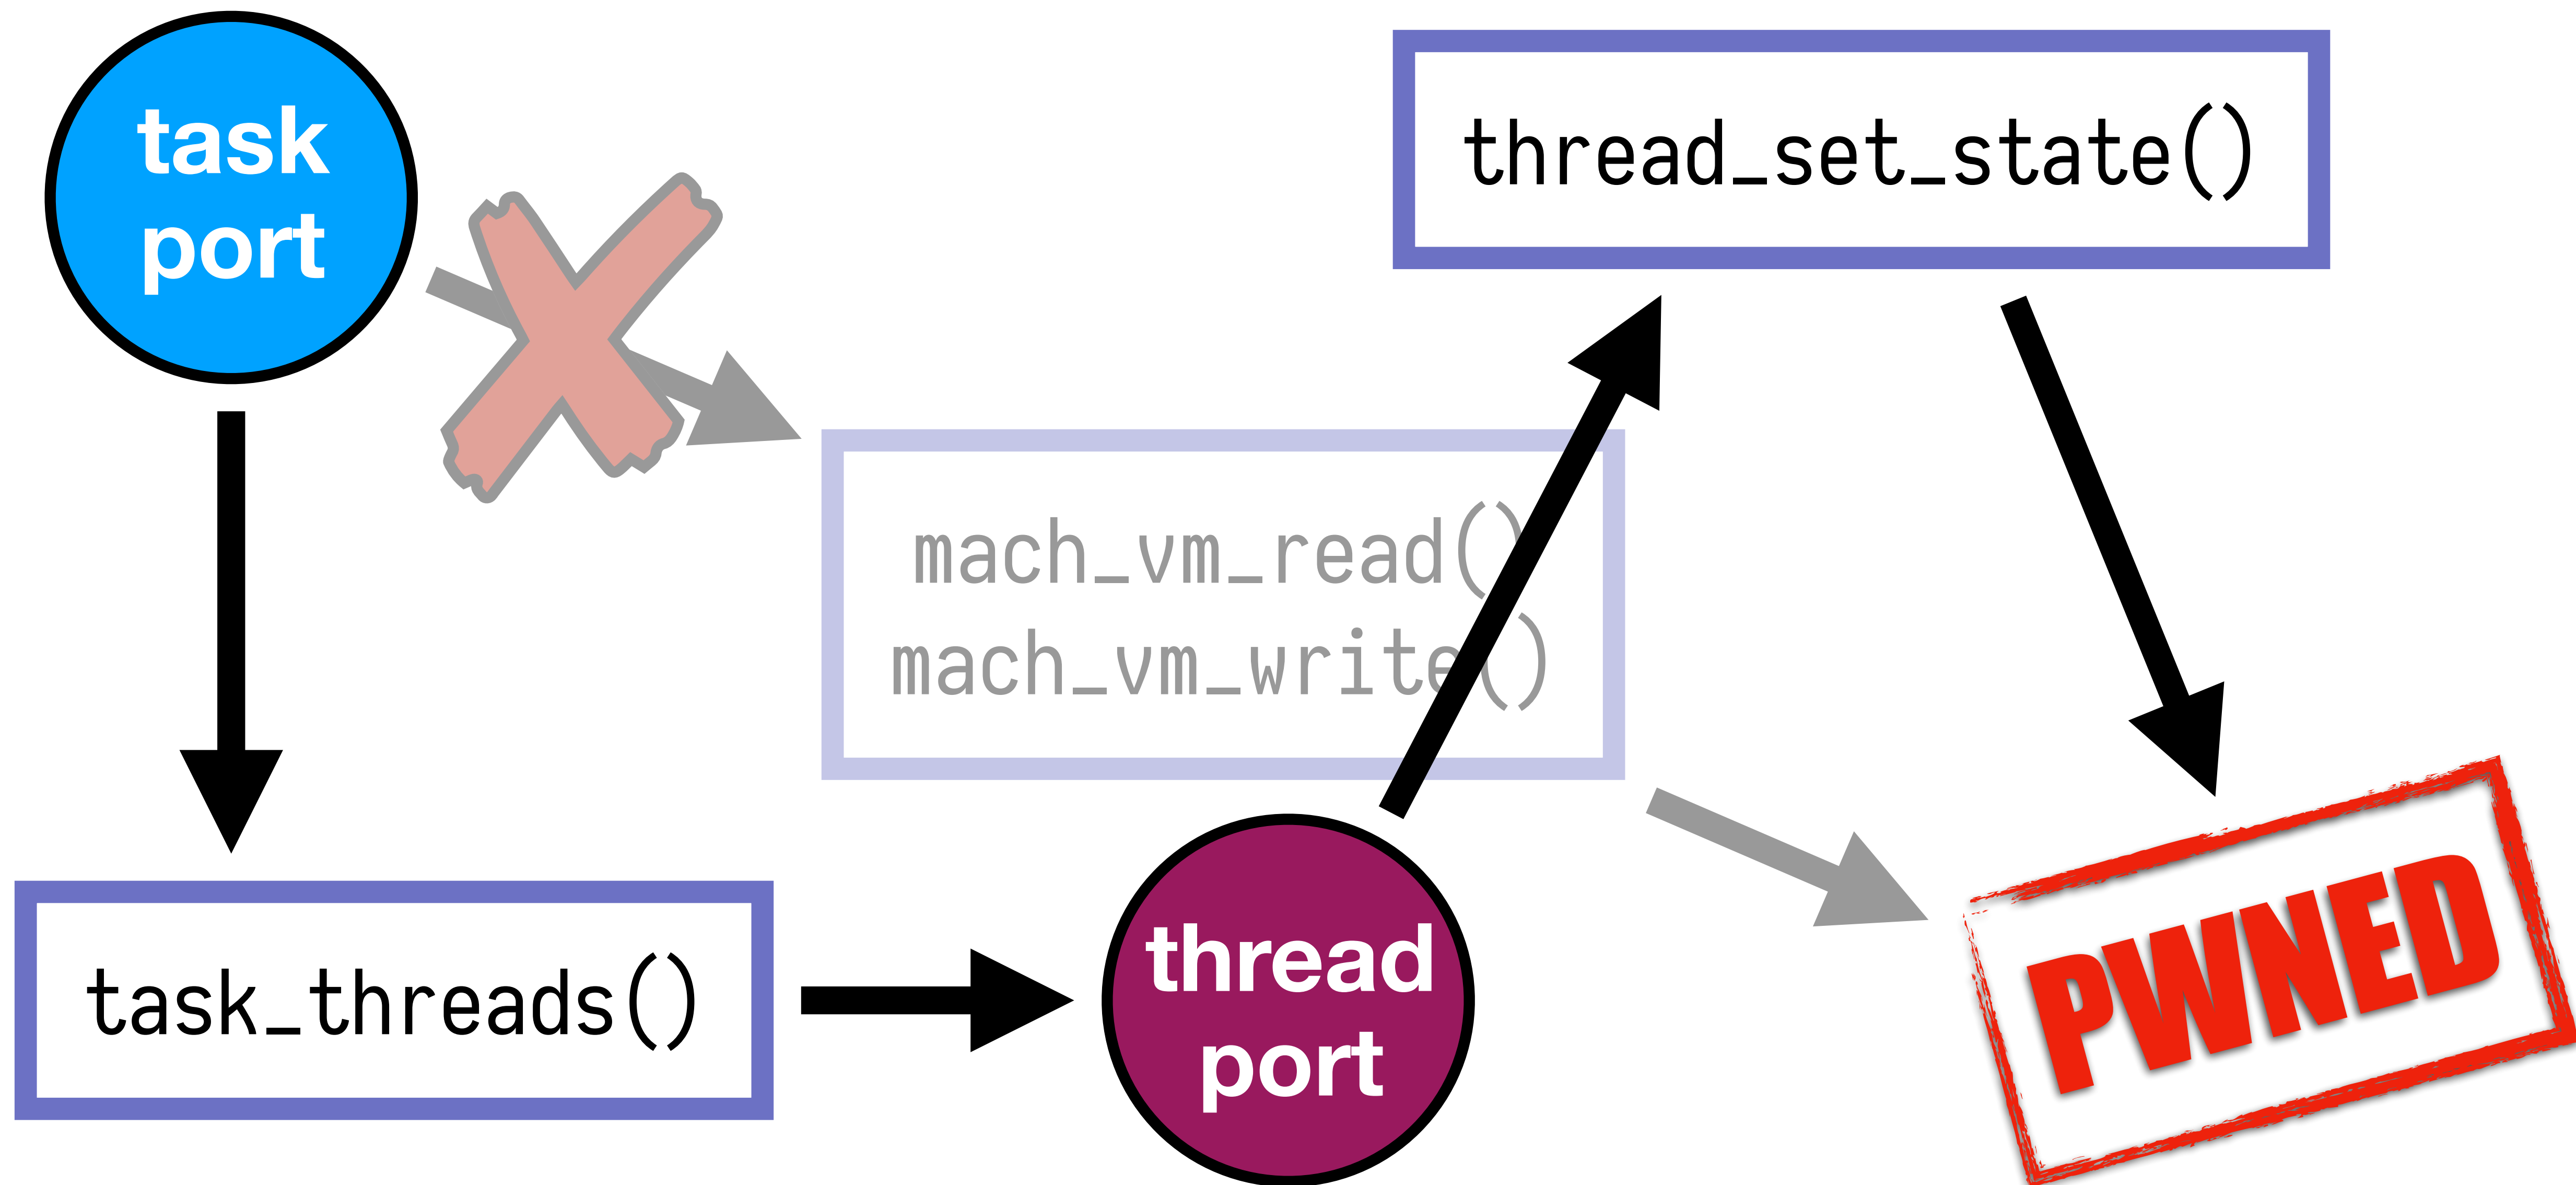 task
port
thread_set_state()
mach_vm_read()
mach_vm_write()
task_threads()
thread
port
PWNED